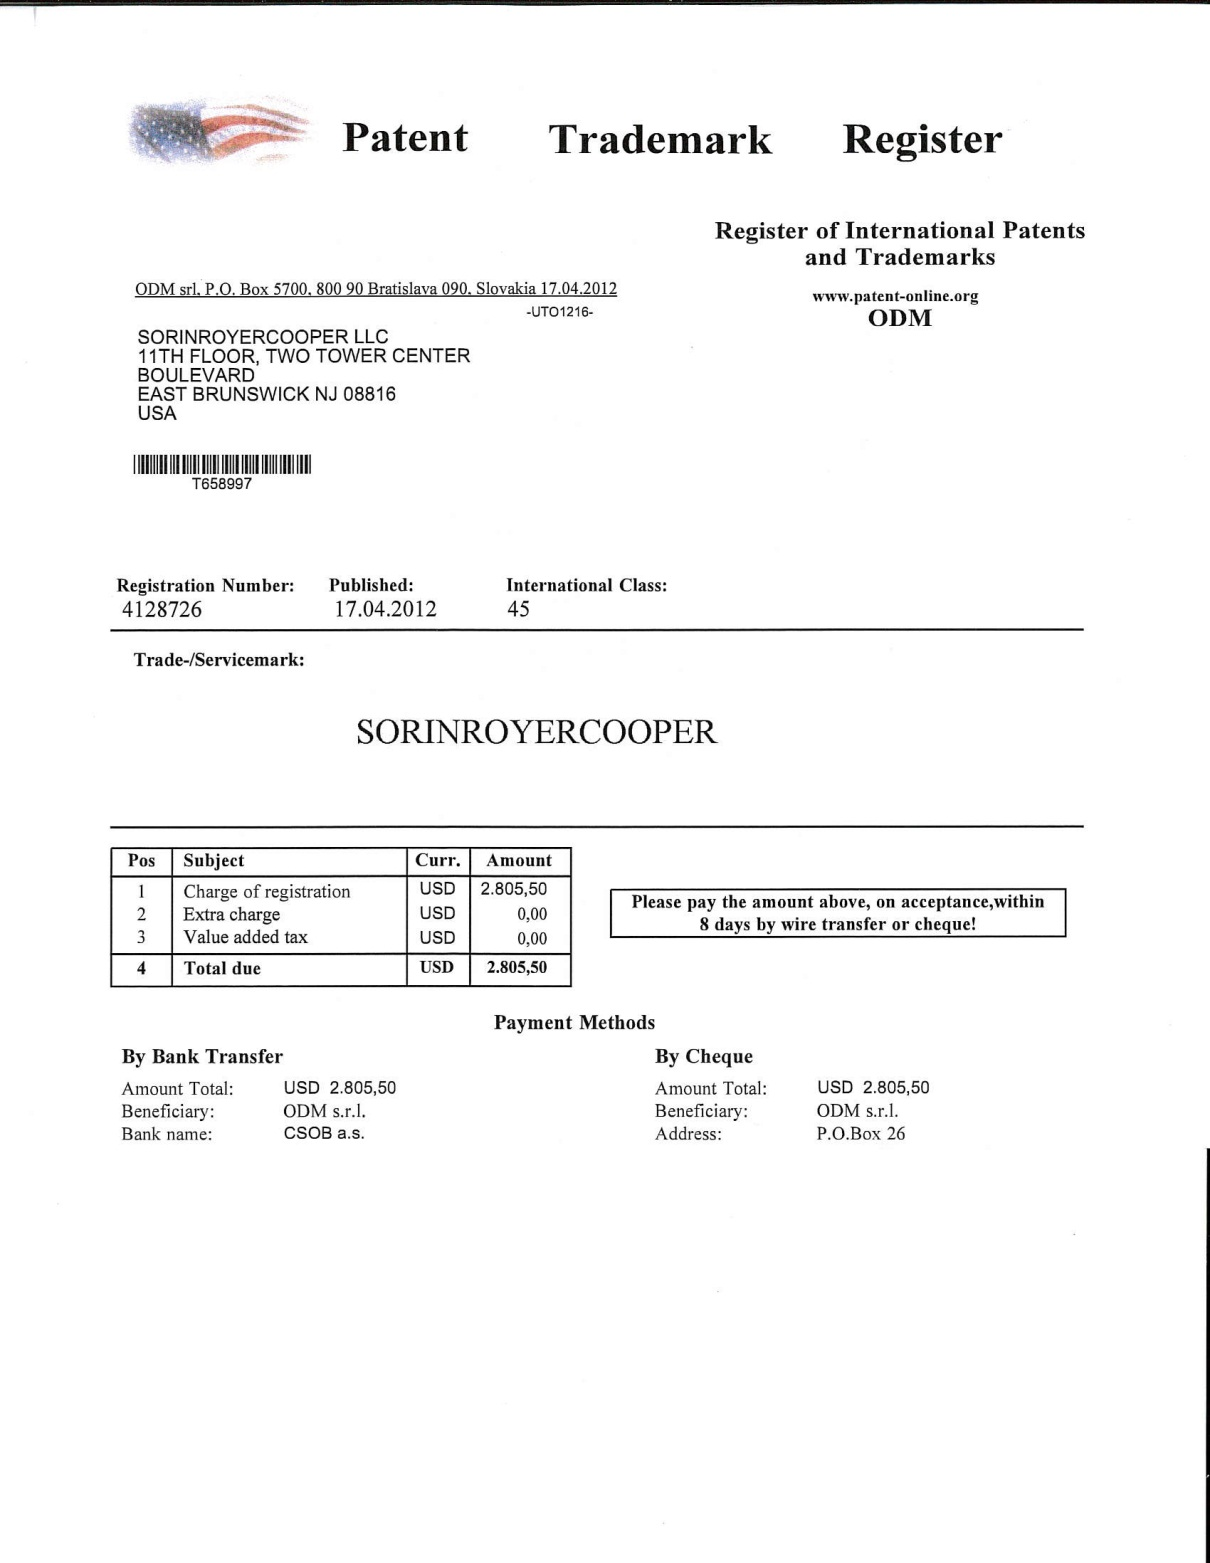 Patent Trademark Register
Register of International Patents
and Trademarks
www.patent-online.org
ODM
ODM srl, P.O. Box 5700, 800 90 Bratislava 090, Slovakia 17.04.2012
-UTO1216-
SORINROYERCOOPER LLC
11TH FLOOR, TWO TOWER CENTER
BOULEVARD
EAST BRUNSWICK NJ 08816
USA
T658997
Registration Number: Published: International Class:
4128726 17.04.2012 45
Trade-/Servicemark:
SORINROYERCOOPER
Pos Subject Curr. Amount
1 Charge of registration USD 2.805,50
2 Extra charge USD 0,00
3 Value added tax USD 0,00
4 Total due USD 2.805,50
Please pay the amount above, on acceptance,within
8 days by wire transfer or cheque!
Payment Methods
By Bank Transfer
Amount Total: USD 2.805,50
Beneficiary: ODM s.r.l.
Bank name: CSOB a.s.
By Cheque
Amount Total: USD 2.805,50
Beneficiary: ODM s.r.l.
Address: P.O.Box 26